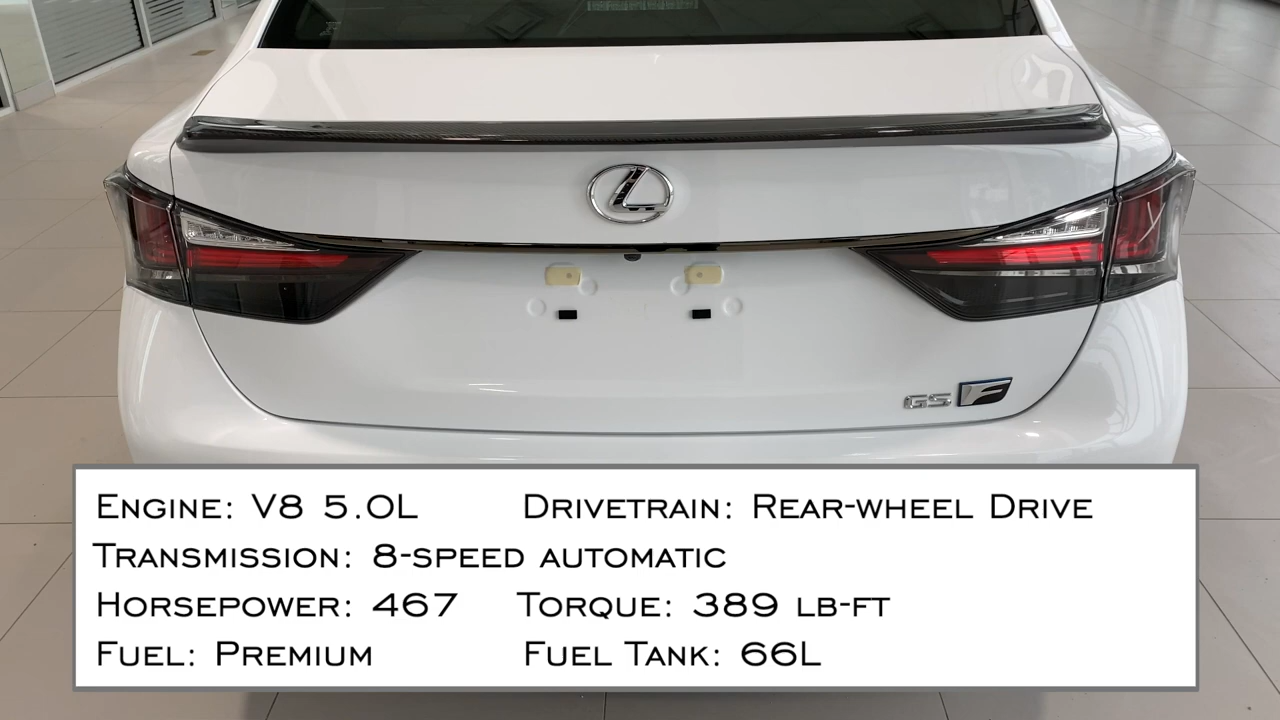 GS F
Engine: V8 5.0L Drivetrain: Rear-wheel Drive
Transmission: 8-speed automatic
Horsepower: 467 Torque: 389 lb-ft
Fuel: Premium Fuel Tank: 66L